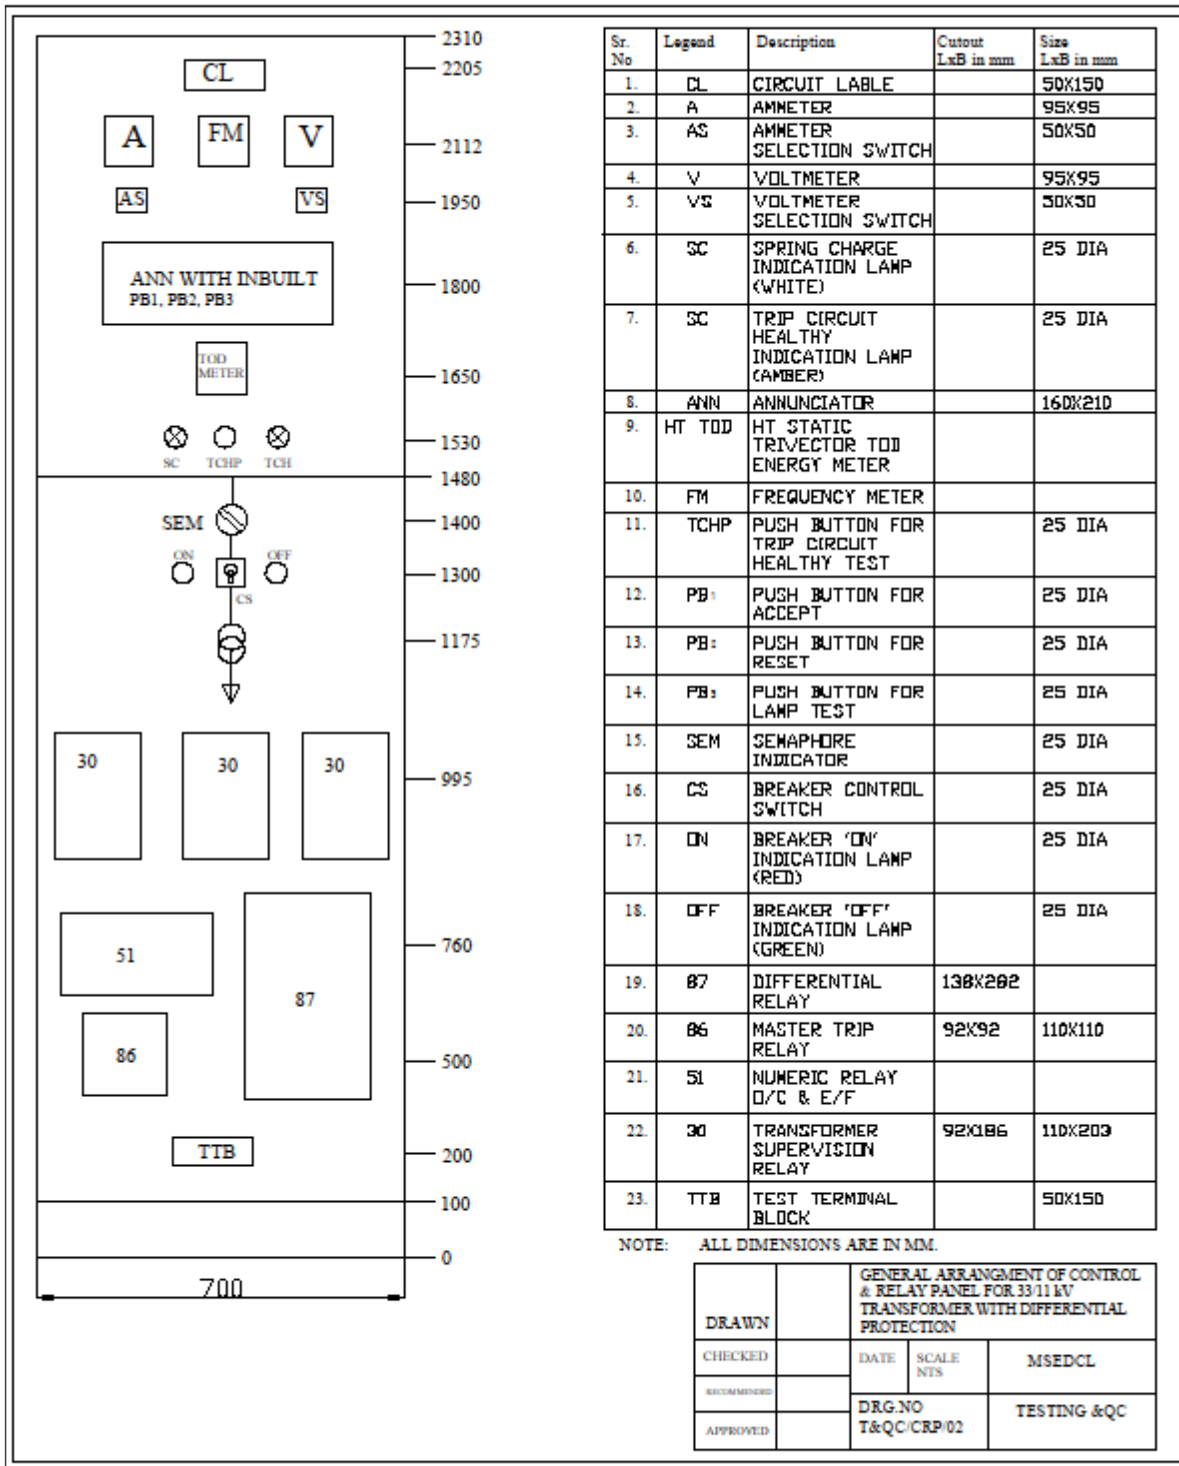 2310
2205
CL
A
FM
V
2112
AS
VS
1950
ANN WITH INBUILT
PB1, PB2, PB3
1800
TOD
METER
1650
1530
SC TCHP TCH
1480
SEM
1400
ON
OFF
1300
CS
1175
30
30
30
995
51
760
87
86
500
TTB
200
100
0
700
Sr. Legend Description Cutout Size
No LxB in mm LxB in mm
1. CL CIRCUIT LABLE 50X150
2. A AMMETER 95X95
3. AS AMMETER 50X50
SELECTION SWITCH
4. V VOLTMETER 95X95
5. VS VOLTMETER 50X50
SELECTION SWITCH
6. SC SPRING CHARGE 25 DIA
INDICATION LAMP
(WHITE)
7. SC TRIP CIRCUIT 25 DIA
HEALTHY
INDICATION LAMP
(AMBER)
8. ANN ANNUNCIATOR 160X210
9. HT TOD HT STATIC
TRIVECTOR TOD
ENERGY METER
10. FM FREQUENCY METER
11. TCHP PUSH BUTTON FOR 25 DIA
TRIP CIRCUIT
HEALTHY TEST
12. PB1 PUSH BUTTON FOR 25 DIA
ACCEPT
13. PB2 PUSH BUTTON FOR 25 DIA
RESET
14. PB3 PUSH BUTTON FOR 25 DIA
LAMP TEST
15. SEM SEMAPHORE 25 DIA
INDICATOR
16. CS BREAKER CONTROL 25 DIA
SWITCH
17. ON BREAKER 'ON' 25 DIA
INDICATION LAMP
(RED)
18. OFF BREAKER 'OFF' 25 DIA
INDICATION LAMP
(GREEN)
19. 87 DIFFERENTIAL 138X282
RELAY
20. 86 MASTER TRIP 92X92 110X110
RELAY
21. 51 NUMERIC RELAY
O/C & E/F
22. 30 TRANSFORMER 92X186 110X203
SUPERVISION
RELAY
23. TTB TEST TERMINAL 50X150
BLOCK
NOTE: ALL DIMENSIONS ARE IN MM.
GENERAL ARRANGMENT OF CONTROL
& RELAY PANEL FOR 33/11 kV
TRANSFORMER WITH DIFFERENTIAL
PROTECTION
DRAWN
CHECKED
DATE SCALE
NTS
MSEDCL
RECOMMENDED
DRG.NO
T&QC/CRP/02
TESTING &QC
APPROVED